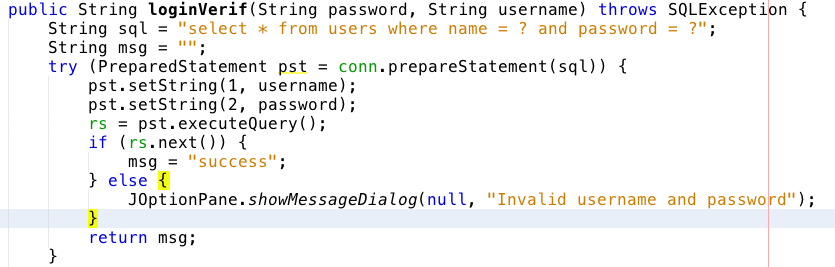 public String loginVerif(String password, String username) throws SQLException {
    String sql = "select * from users where name = ? and password = ?";
    String msg = "";
    try (PreparedStatement pst = conn.prepareStatement(sql)) {
        pst.setString(1, username);
        pst.setString(2, password);
        rs = pst.executeQuery();
        if (rs.next()) {
            msg = "success";
        } else {
            JOptionPane.showMessageDialog(null, "Invalid username and password");
        }
        return msg;
    }